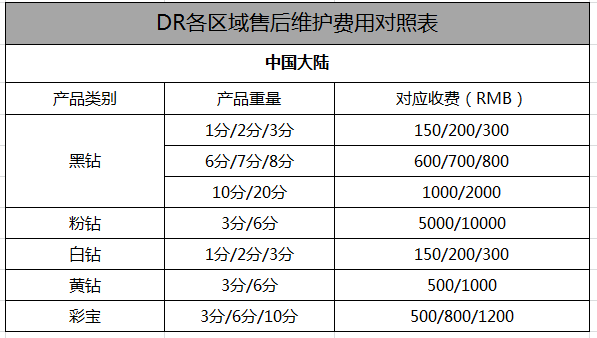 DR各区域售后维护费用对照表
中国大陆
产品类别 产品重量 对应收费（RMB）
黑钻 1分/2分/3分 150/200/300
6分/7分/8分 600/700/800
10分/20分 1000/2000
粉钻 3分/6分 5000/10000
白钻 1分/2分/3分 150/200/300
黄钻 3分/6分 500/1000
彩宝 3分/6分/10分 500/800/1200